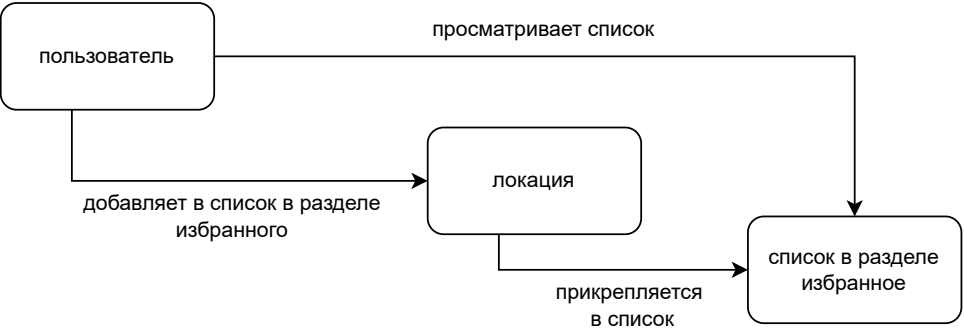 просматривает список
пользователь
локация
добавляет в список в разделе
избранного
список в разделе
избранное
прикрепляется
в список